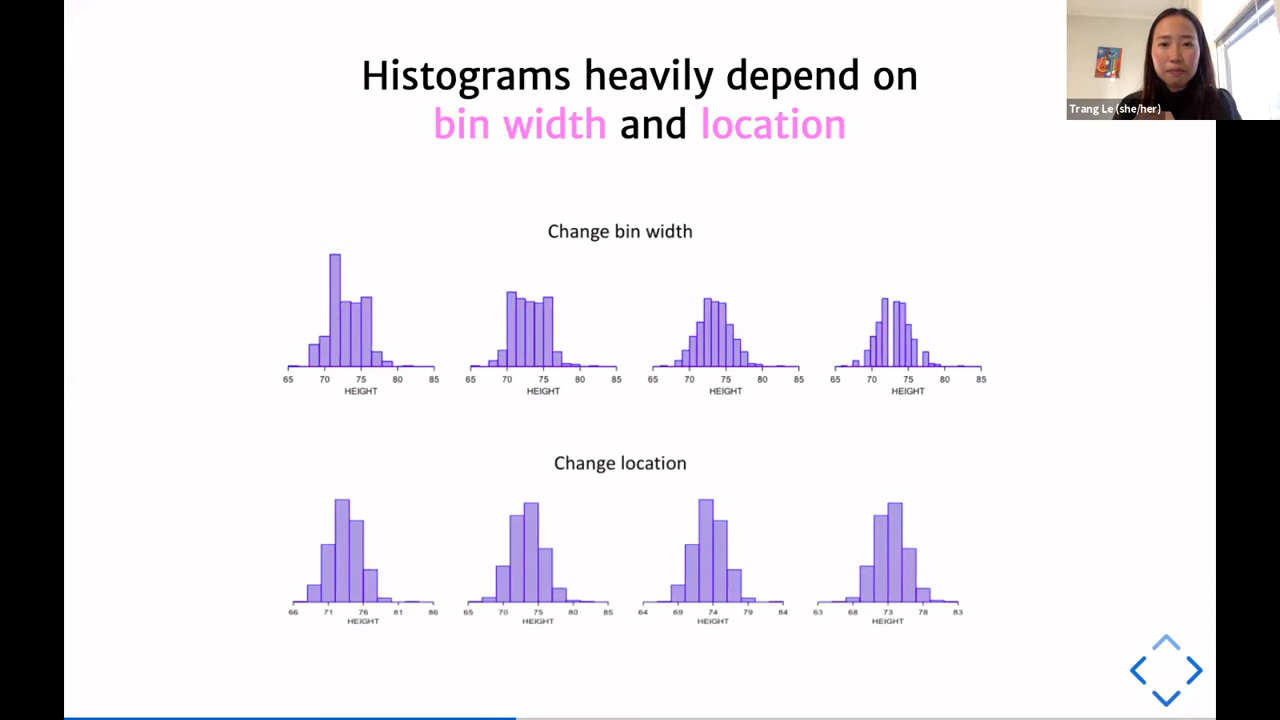 Histograms heavily depend on
bin width and location
Trang Le (she/her)
Change bin width
65 70 75 80 85
HEIGHT
65 70 75 80 85
HEIGHT
65 70 75 80 85
HEIGHT
65 70 75 80 85
HEIGHT
Change location
66 71 76 81 86
HEIGHT
65 70 75 80 85
HEIGHT
64 69 74 79 84
HEIGHT
63 68 73 78 83
HEIGHT